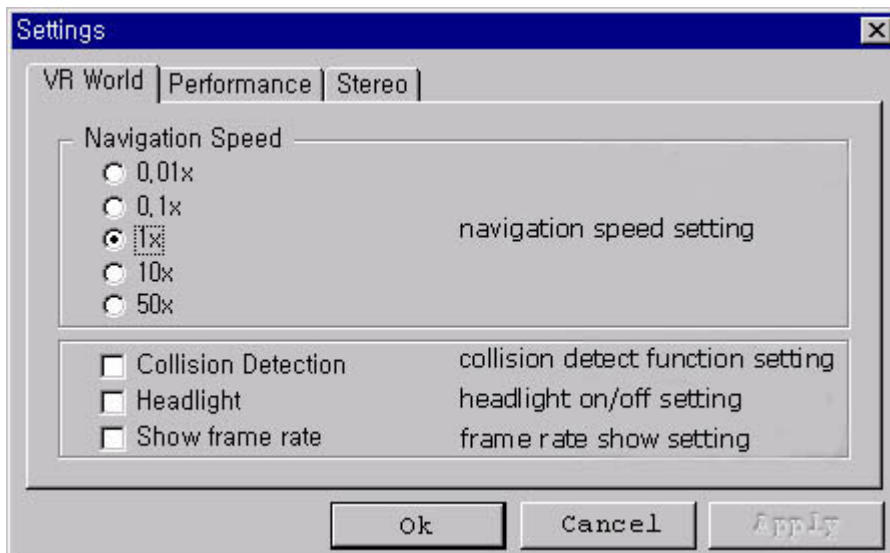 Settings
VR World Performance Stereo
Navigation Speed
0,01x
0,1x
1x navigation speed setting
10x
50x
Collision Detection collision detect function setting
Headlight headlight on/off setting
Show frame rate frame rate show setting
Ok Cancel Apply